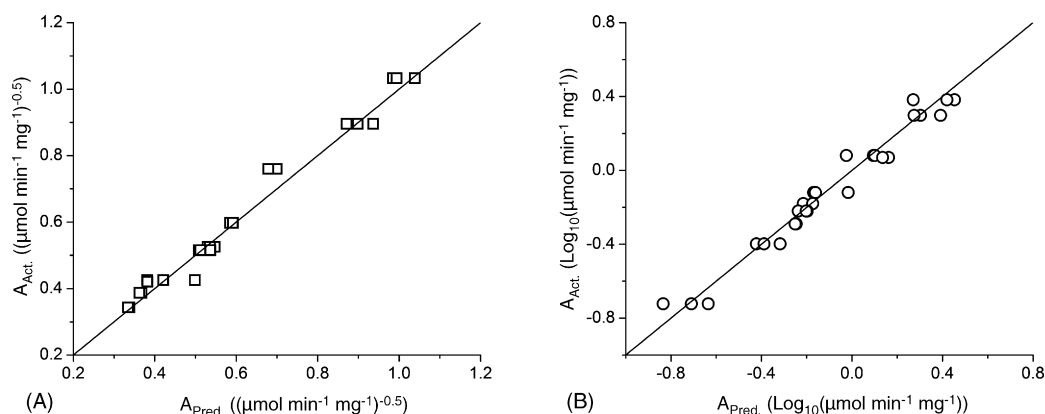 1.2
1.0
0.8
0.6
0.4
0.2
0.2 0.4 0.6 0.8 1.0 1.2
A_Act. ((µmol min⁻¹ mg⁻¹)⁻⁰·⁵)
(A) A_Pred. ((µmol min⁻¹ mg⁻¹)⁻⁰·⁵)
0.8
0.4
0.0
-0.4
-0.8
-0.8 -0.4 0.0 0.4 0.8
A_Act. (Log₁₀(µmol min⁻¹ mg⁻¹))
(B) A_Pred. (Log₁₀(µmol min⁻¹ mg⁻¹))